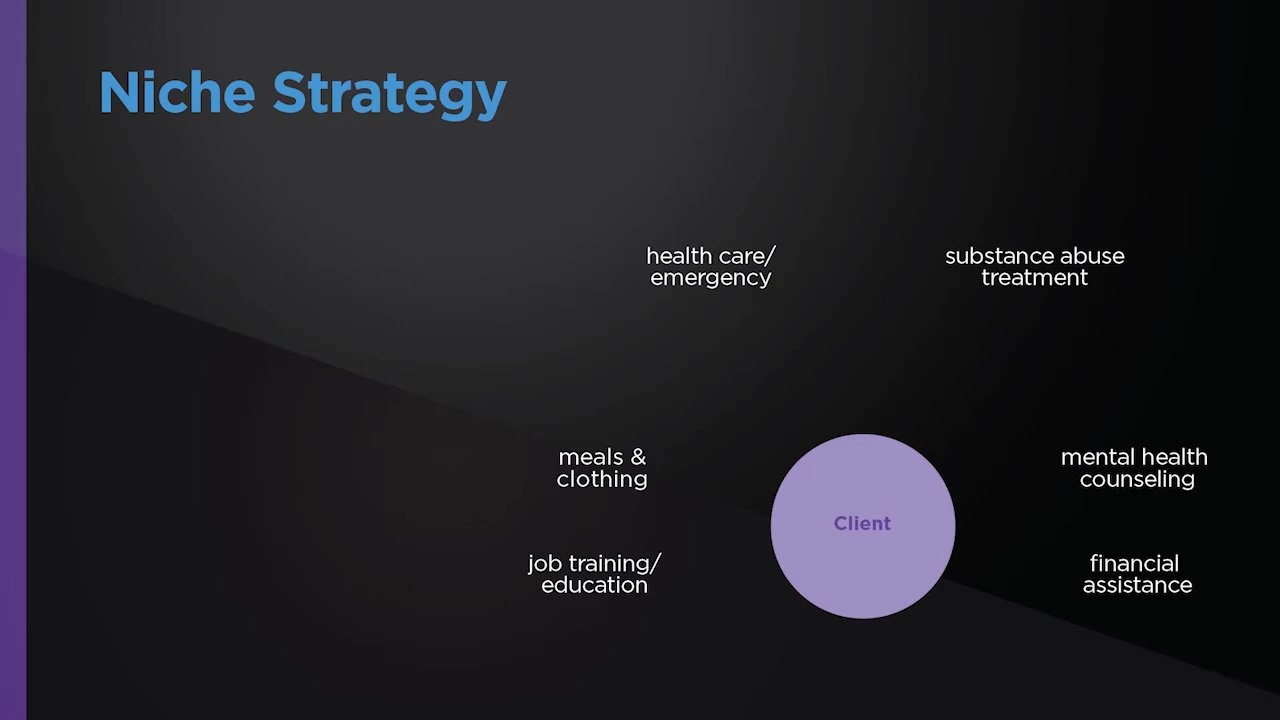 Niche Strategy
health care/
emergency
substance abuse
treatment
meals &
clothing
mental health
counseling
Client
job training/
education
financial
assistance